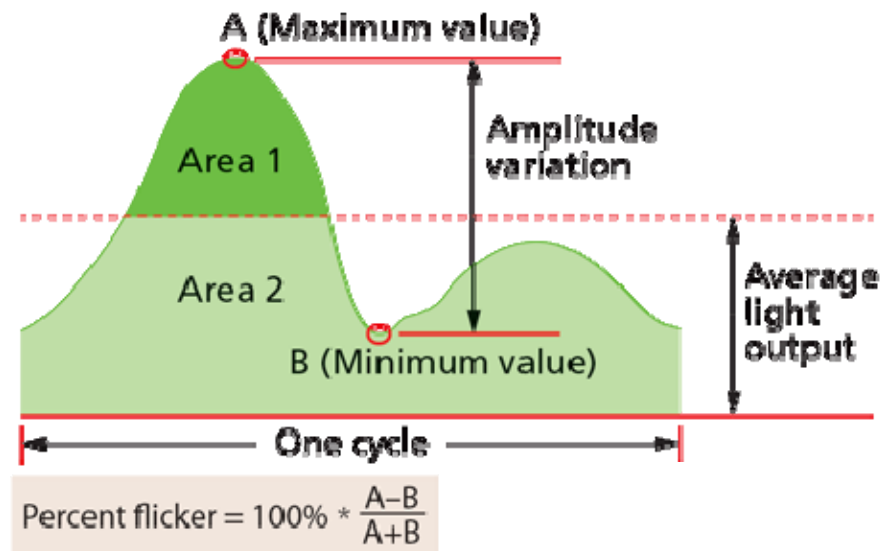 A (Maximum value)
Amplitude
variation
Area 1
Area 2
Average
light
output
B (Minimum value)
One cycle
Percent flicker = 100% * A–B
A+B